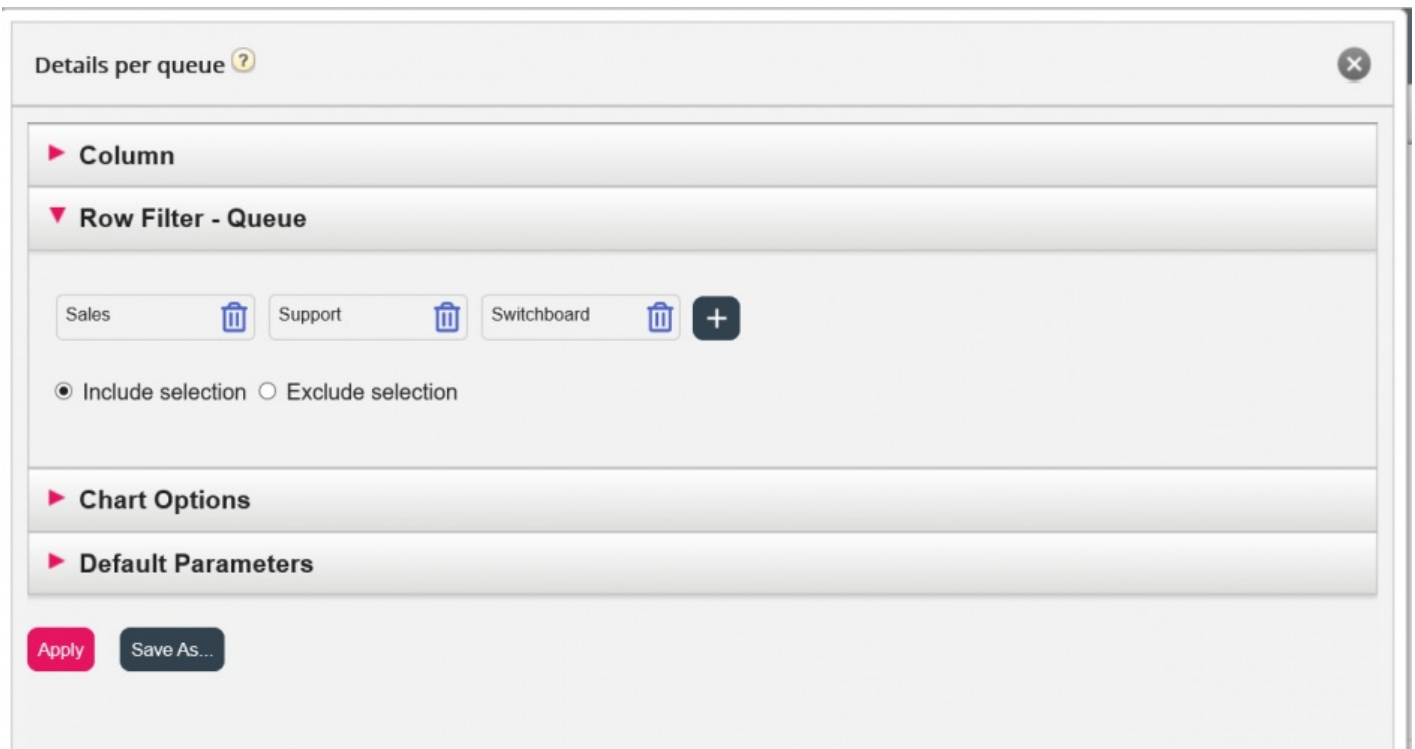 Details per queue ?
Column
Row Filter - Queue
Sales Support Switchboard +
Include selection Exclude selection
Chart Options
Default Parameters
Apply Save As...